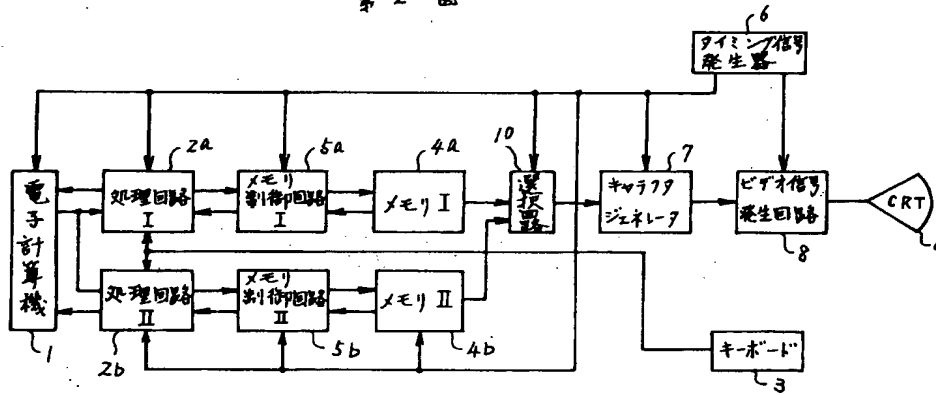 第 2 図
6
タイミング信号
発生器
2a
5a
4a
10
7
電子計算機
処理回路
I
メモリ
制御回路
I
メモリ I
選択回路
キャラクタ
ジェネレータ
ビデオ信号
発生回路
CRT
8
処理回路
II
メモリ
制御回路
II
メモリ II
1
2b
5b
4b
キーボード
3